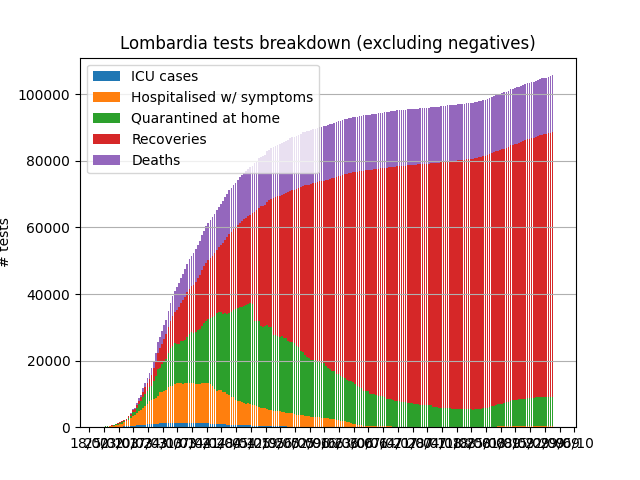 Lombardia tests breakdown (excluding negatives)
ICU cases
Hospitalised w/ symptoms
Quarantined at home
Recoveries
Deaths
# tests
100000
80000
60000
40000
20000
0